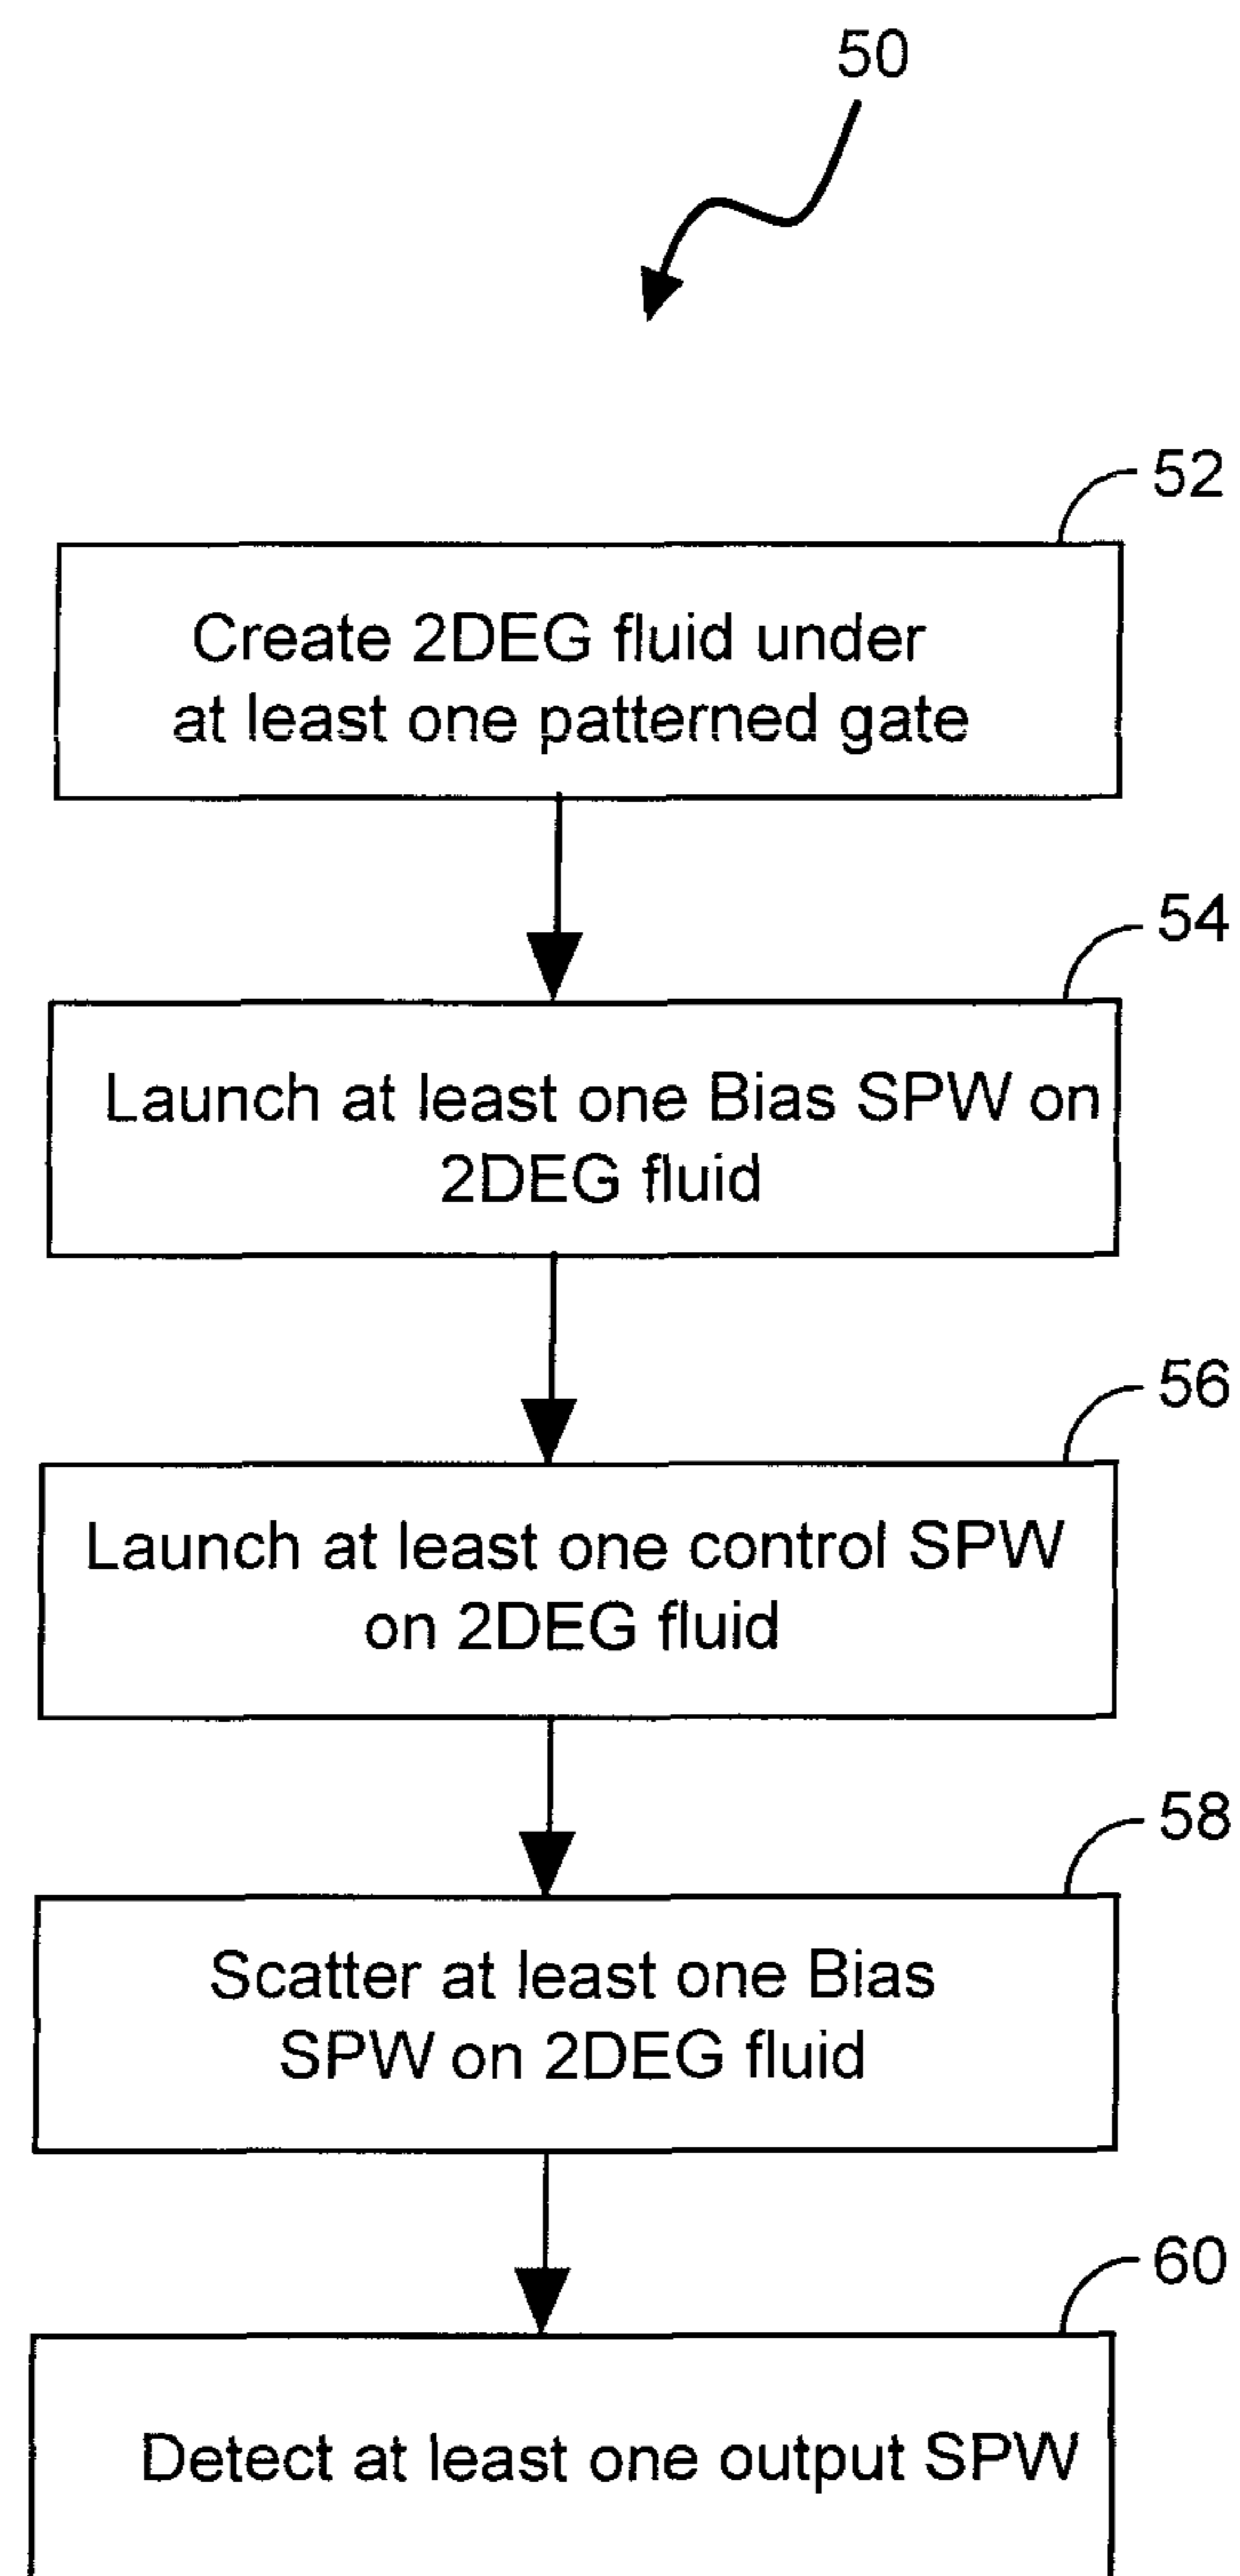 50
52
Create 2DEG fluid under
at least one patterned gate
54
Launch at least one Bias SPW on
2DEG fluid
56
Launch at least one control SPW
on 2DEG fluid
58
Scatter at least one Bias
SPW on 2DEG fluid
60
Detect at least one output SPW